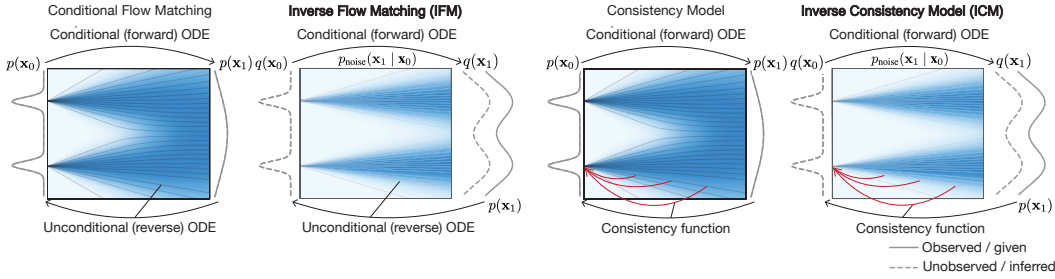 Conditional Flow Matching
Conditional (forward) ODE
p(x₀)
p(x₁)
Unconditional (reverse) ODE
Inverse Flow Matching (IFM)
Conditional (forward) ODE
q(x₀)
p_noise(x₁ | x₀)
q(x₁)
p(x₁)
Unconditional (reverse) ODE
Consistency Model
Conditional (forward) ODE
p(x₀)
p(x₁)
Consistency function
Inverse Consistency Model (ICM)
Conditional (forward) ODE
q(x₀)
p_noise(x₁ | x₀)
q(x₁)
p(x₁)
Consistency function
Observed / given
Unobserved / inferred